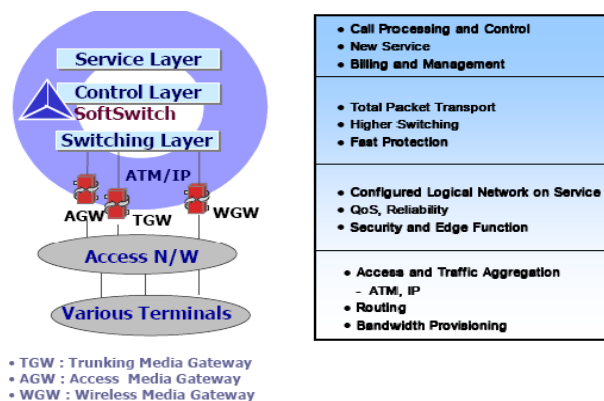 Service Layer
Control Layer
SoftSwitch
Switching Layer
ATM/IP
AGW
TGW
WGW
Access N/W
Various Terminals
• TGW : Trunking Media Gateway
• AGW : Access Media Gateway
• WGW : Wireless Media Gateway
• Call Processing and Control
• New Service
• Billing and Management
• Total Packet Transport
• Higher Switching
• Fast Protection
• Configured Logical Network on Service
• QoS, Reliability
• Security and Edge Function
• Access and Traffic Aggregation
- ATM, IP
• Routing
• Bandwidth Provisioning